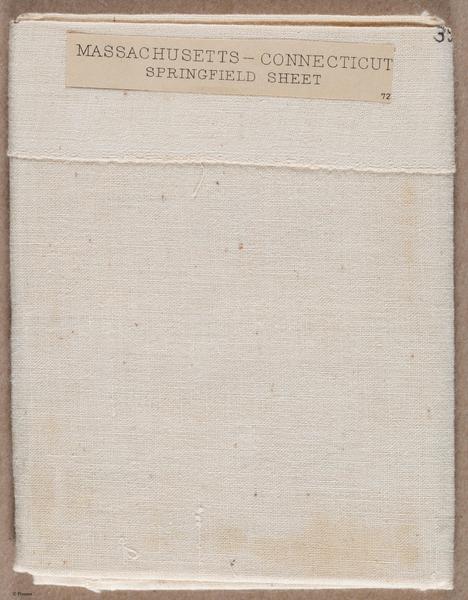 MASSACHUSETTS — CONNECTICUT
SPRINGFIELD SHEET
72